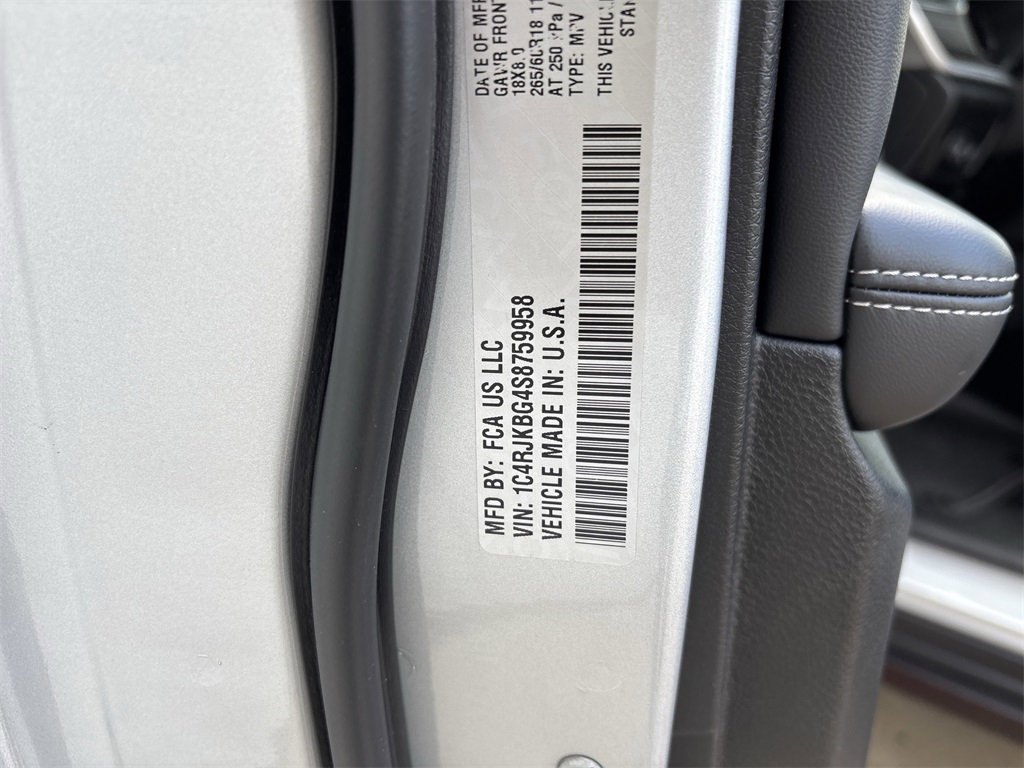 MFD BY: FCA US LLC
VIN: 1C4RJKBG4S8759958
VEHICLE MADE IN: U.S.A.
DATE OF MFR
GAWR FRONT
18X8.0
265/60R18 11
AT 250 kPa /
TYPE: MPV
THIS VEHICLE
STAN